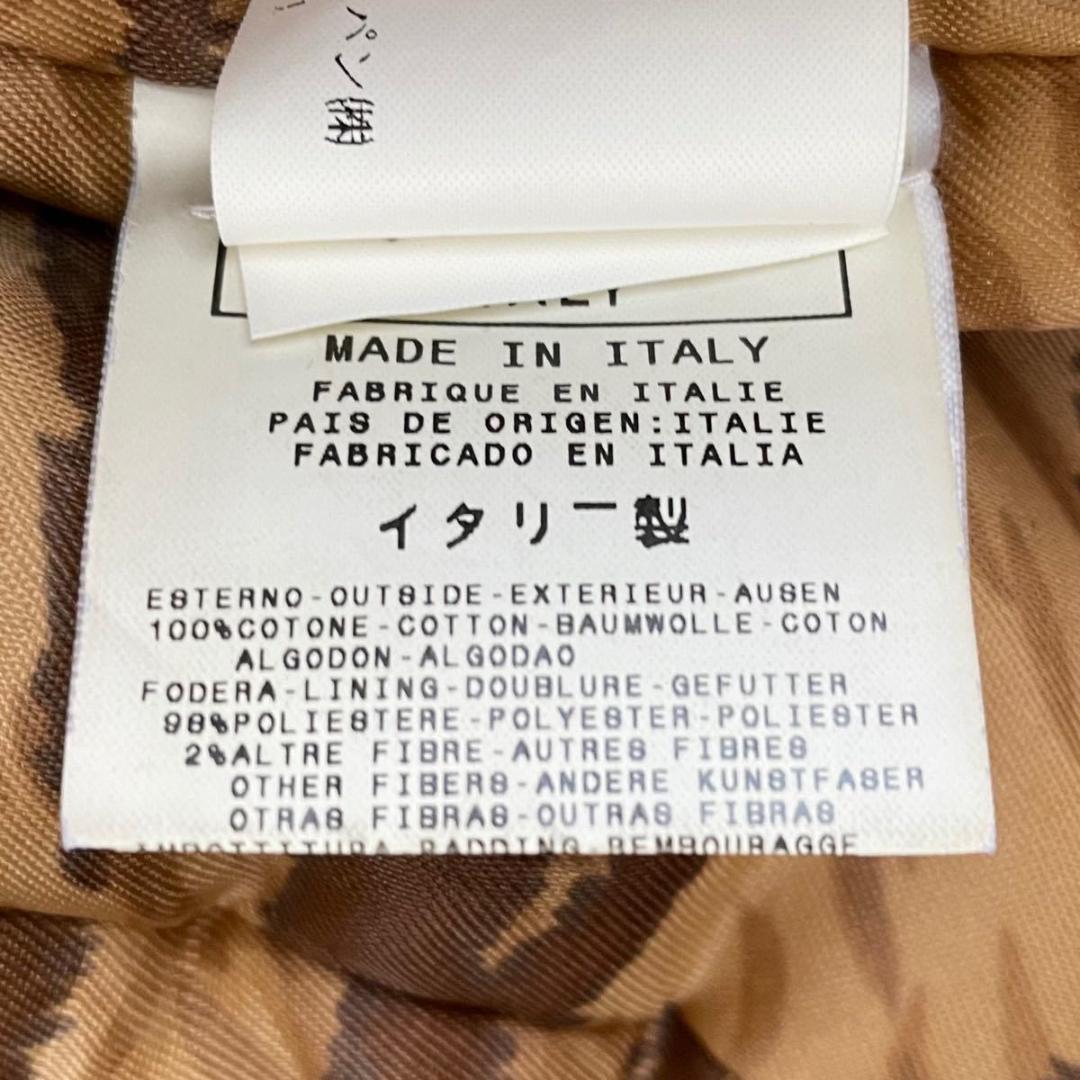 パン㈱
MADE IN ITALY
FABRIQUE EN ITALIE
PAIS DE ORIGEN:ITALIE
FABRICADO EN ITALIA
イタリー製
ESTERNO-OUTSIDE-EXTERIEUR-AUSEN
100%COTONE-COTTON-BAUMWOLLE-COTON
ALGODON-ALGODAO
FODERA-LINING-DOUBLURE-GEFUTTER
98%POLIESTERE-POLYESTER-POLIESTER
2%ALTRE FIBRE-AUTRES FIBRES
OTHER FIBERS-ANDERE KUNSTFASER
OTRAS FIBRAS-OUTRAS FIBRAS
PADDING-REMBOURAGGE